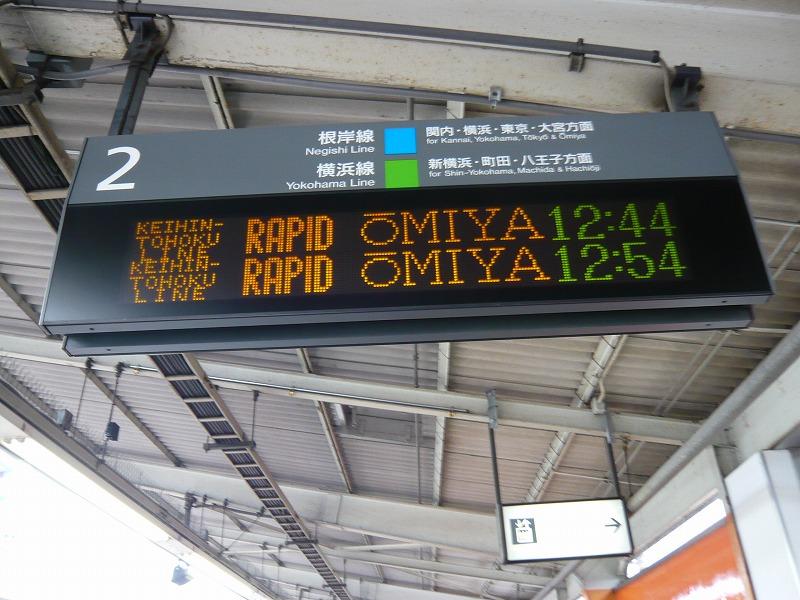 2
根岸線
Negishi Line
関内・横浜・東京・大宮方面
for Kannai, Yokohama, Tōkyō & Ōmiya
横浜線
Yokohama Line
新横浜・町田・八王子方面
for Shin-Yokohama, Machida & Hachiōji
KEIHIN-
TOHOKU
LINE
RAPID ŌMIYA 12:44
KEIHIN-
TOHOKU
LINE
RAPID ŌMIYA 12:54